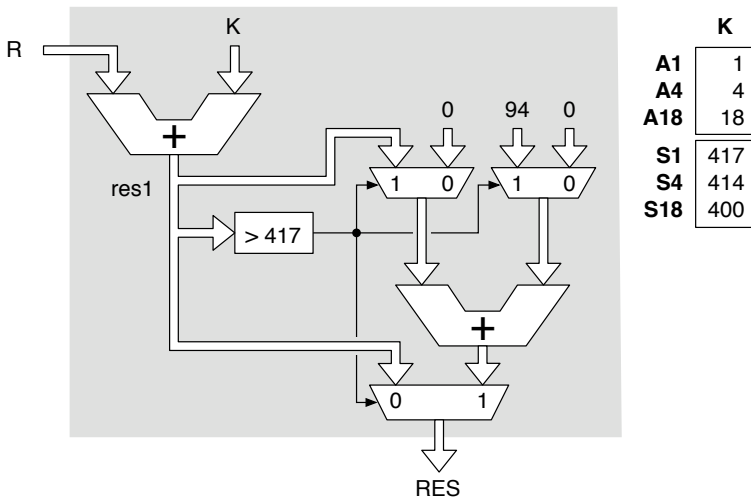 R
K
+
res1
> 417
0
94
0
1 0
1 0
+
0 1
RES
K
A1 1
A4 4
A18 18
S1 417
S4 414
S18 400